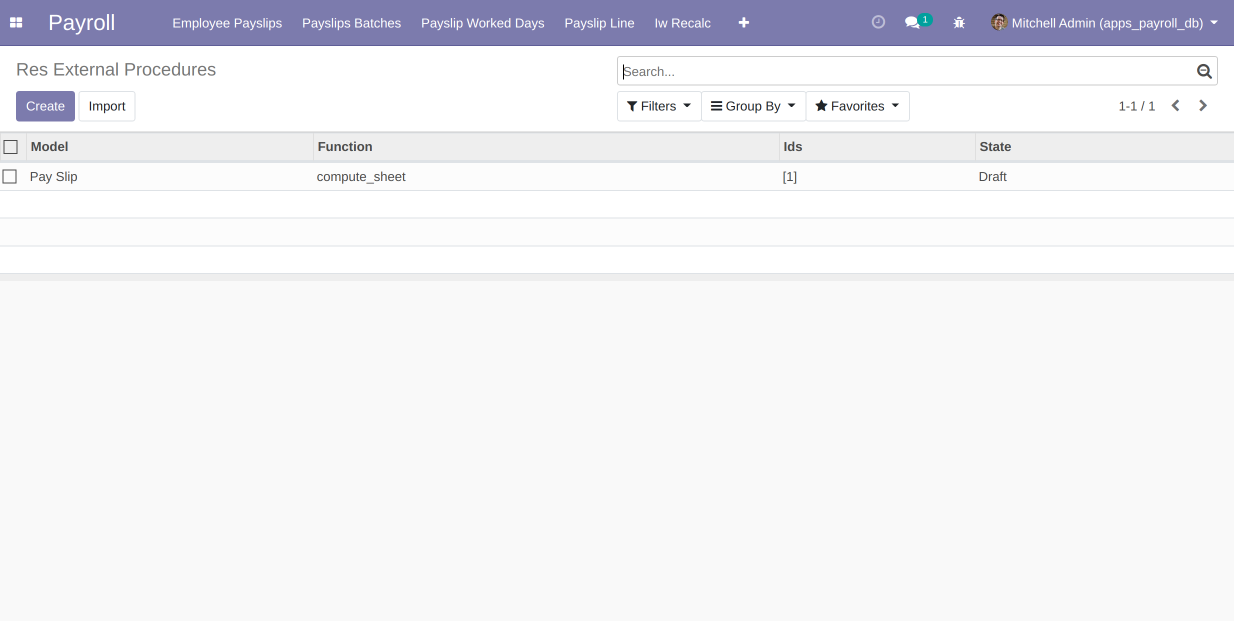 Payroll Employee Payslips Payslips Batches Payslip Worked Days Payslip Line Iw Recalc 1 Mitchell Admin (apps_payroll_db)
Res External Procedures Search...
Create Import Filters Group By Favorites 1-1 / 1
Model Function Ids State
Pay Slip compute_sheet [1] Draft